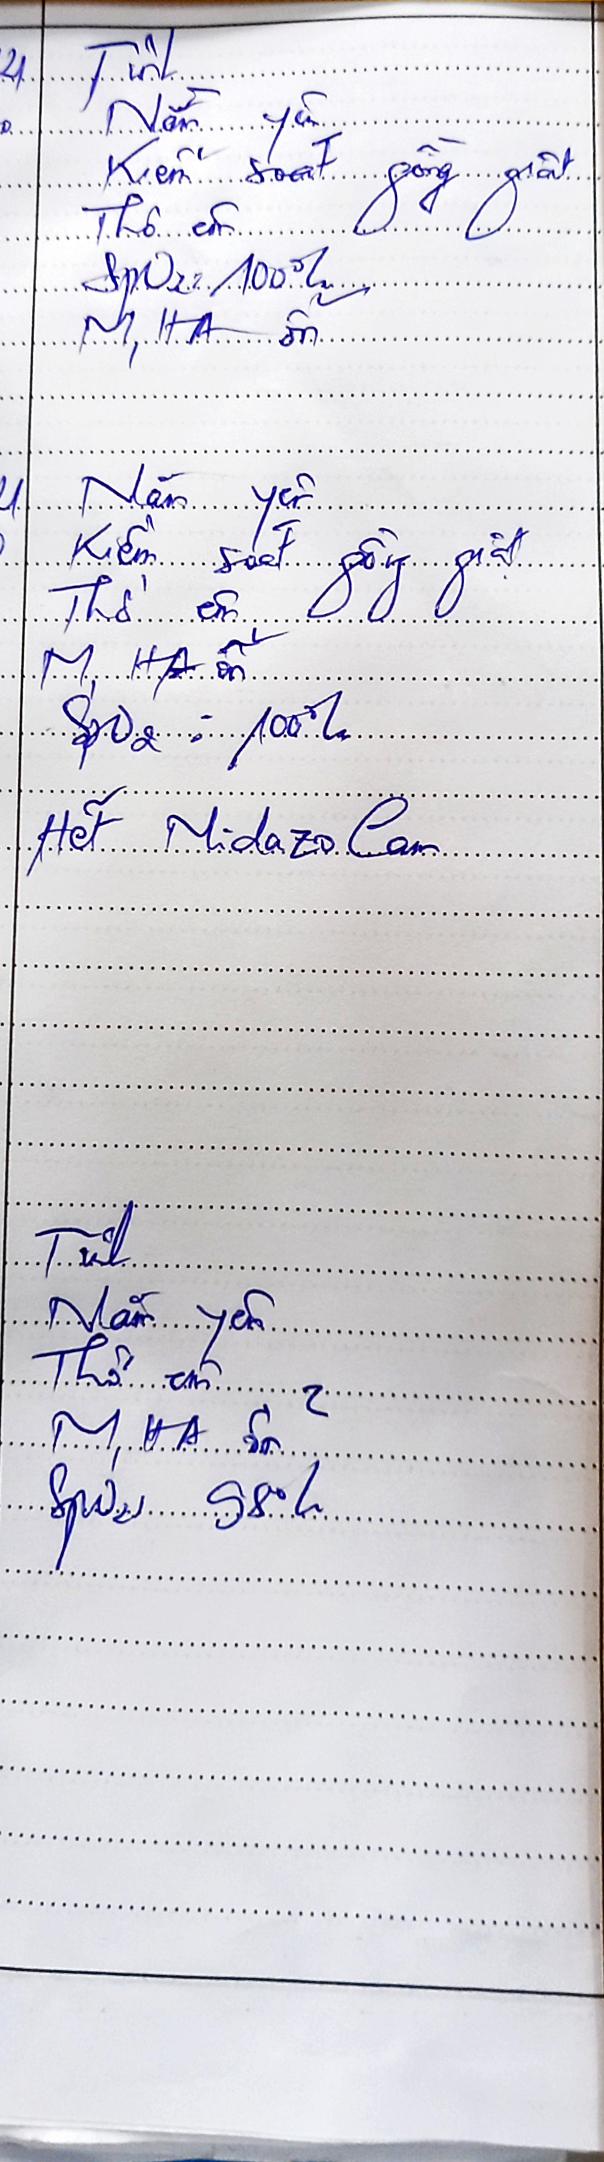 21 Tỉnh
Nằm yên
Kiểm soát gồng giật
Thở êm
SpO2: 100%
M, HA ổn
Nằm yên
Kiểm soát gồng giật
Thở êm
M, HA ổn
SpO2 : 100%
Hết Midazolam
Tỉnh
Nằm yên
Thở êm
M, HA ổn
SpO2 98%